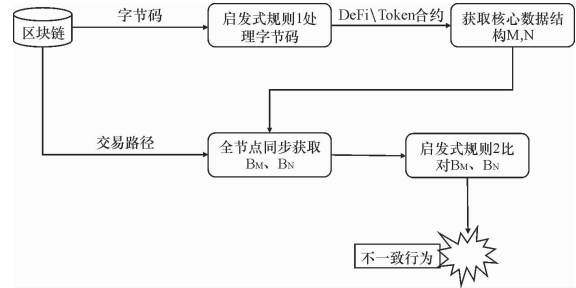 区块链
字节码
启发式规则1处
理字节码
DeFi\Token合约
获取核心数据结
构M,N
交易路径
全节点同步获取
BM、BN
启发式规则2比
对BM、BN
不一致行为